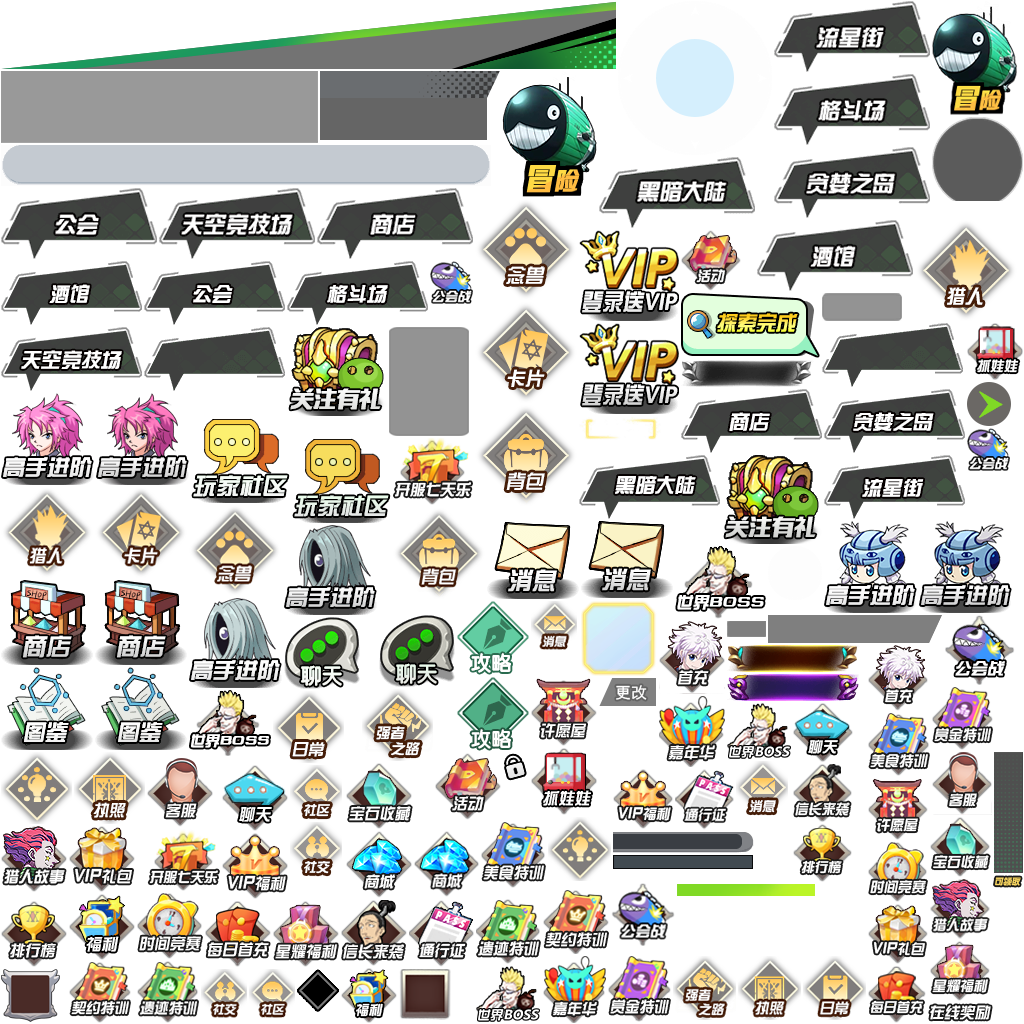 流星街
冒险
格斗场
冒险
贪婪之岛
黑暗大陆
公会
天空竞技场
商店
念兽
VIP
登录送VIP
活动
酒馆
猎人
酒馆
公会
格斗场
公会战
探索完成
天空竞技场
关注有礼
卡片
VIP
登录送VIP
抓娃娃
商店
贪婪之岛
公会战
高手进阶
高手进阶
玩家社区
玩家社区
7
开服七天乐
背包
黑暗大陆
关注有礼
流星街
猎人
卡片
念兽
高手进阶
背包
消息
消息
世界BOSS
高手进阶
高手进阶
SHOP
商店
SHOP
商店
高手进阶
聊天
聊天
攻略
消息
首充
首充
公会战
更改
图鉴
图鉴
世界BOSS
日常
强者
之路
攻略
许愿屋
嘉年华
世界BOSS
聊天
美食特训
赏金特训
执照
客服
聊天
社区
宝石收藏
活动
抓娃娃
VIP福利
PASS
通行证
消息
信长来袭
许愿屋
客服
猎人故事
VIP礼包
7
开服七天乐
VIP福利
社交
商城
商城
美食特训
排行榜
时间竞赛
宝石收藏
可领取
排行榜
福利
时间竞赛
每日首充
星耀福利
信长来袭
PASS
通行证
遗迹特训
契约特训
公会战
VIP礼包
猎人故事
契约特训
遗迹特训
社交
社区
福利
世界BOSS
嘉年华
赏金特训
强者
之路
执照
日常
每日首充
星耀福利
在线奖励